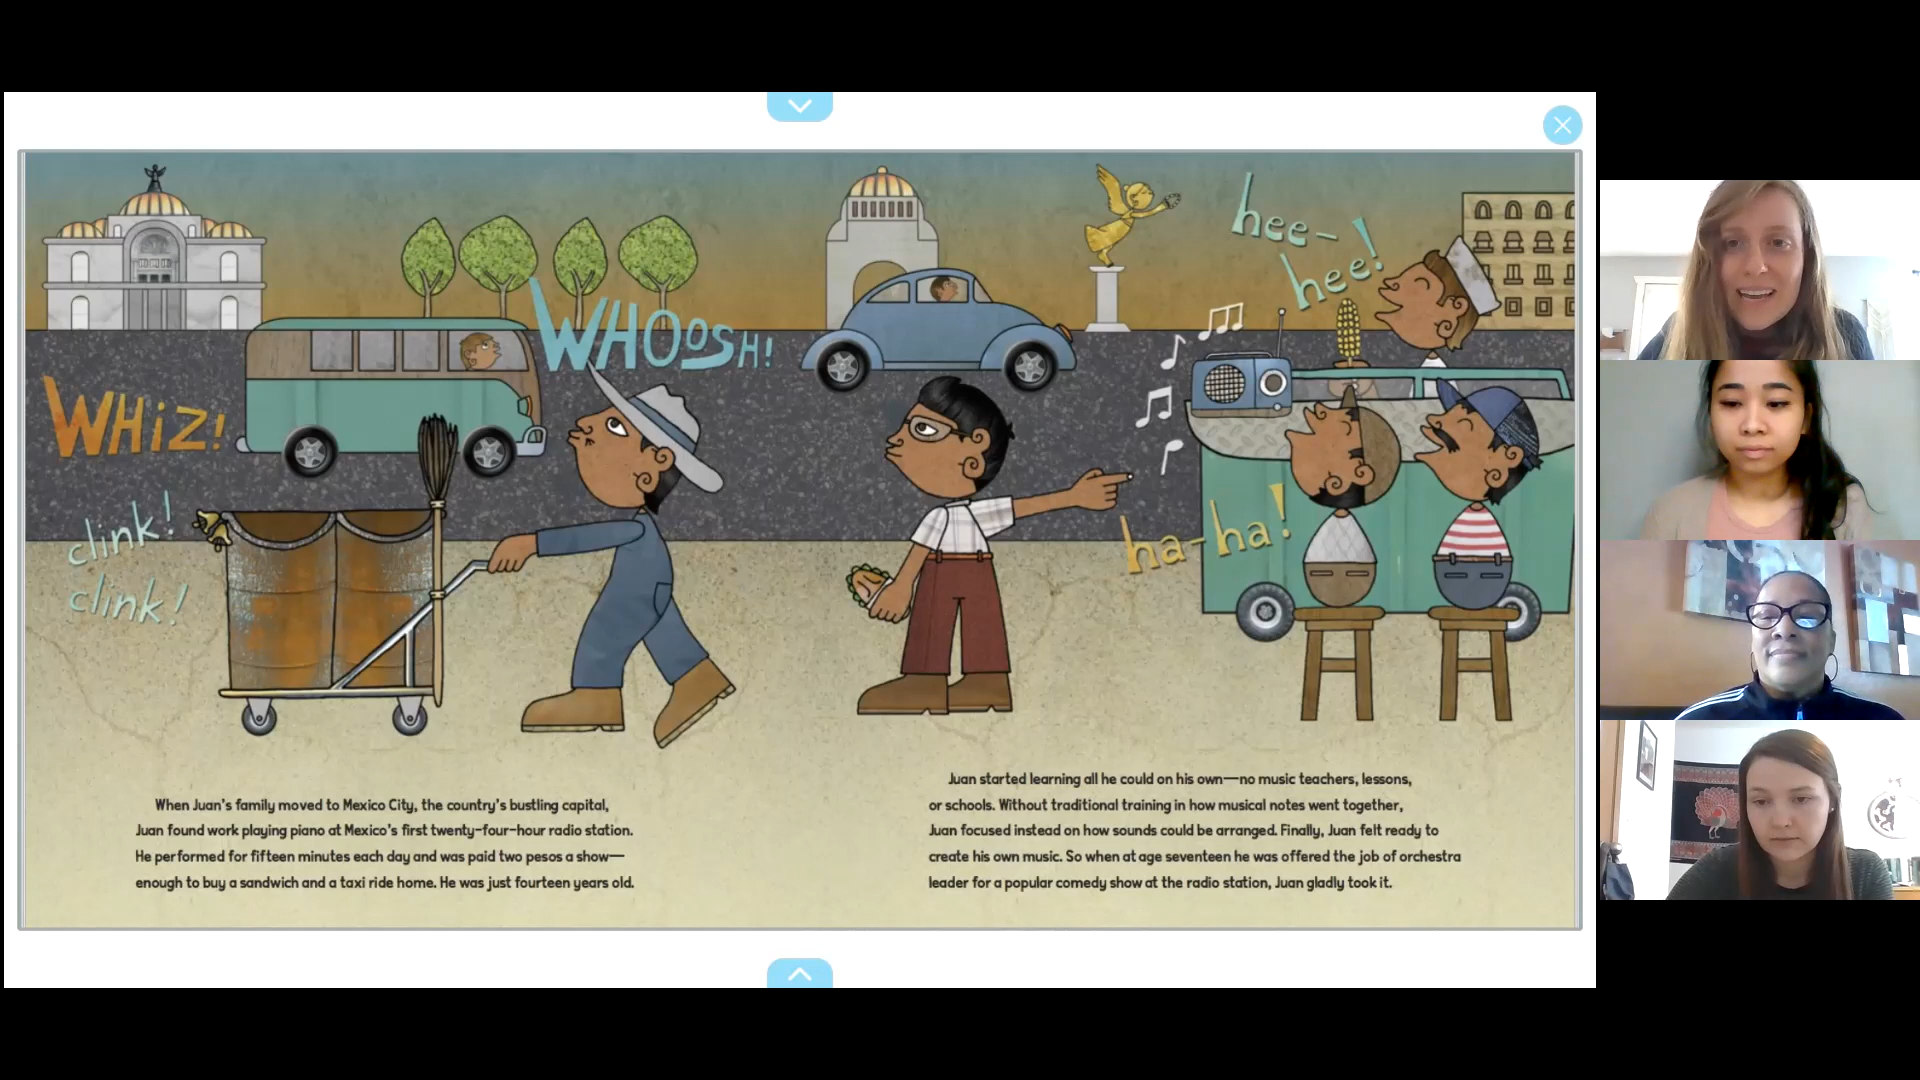 WHiZ!
WHOOSH!
clink!
clink!
hee-
hee!
ha-ha!
When Juan's family moved to Mexico City, the country's bustling capital,
Juan found work playing piano at Mexico's first twenty-four-hour radio station.
He performed for fifteen minutes each day and was paid two pesos a show—
enough to buy a sandwich and a taxi ride home. He was just fourteen years old.
Juan started learning all he could on his own—no music teachers, lessons,
or schools. Without traditional training in how musical notes went together,
Juan focused instead on how sounds could be arranged. Finally, Juan felt ready to
create his own music. So when at age seventeen he was offered the job of orchestra
leader for a popular comedy show at the radio station, Juan gladly took it.